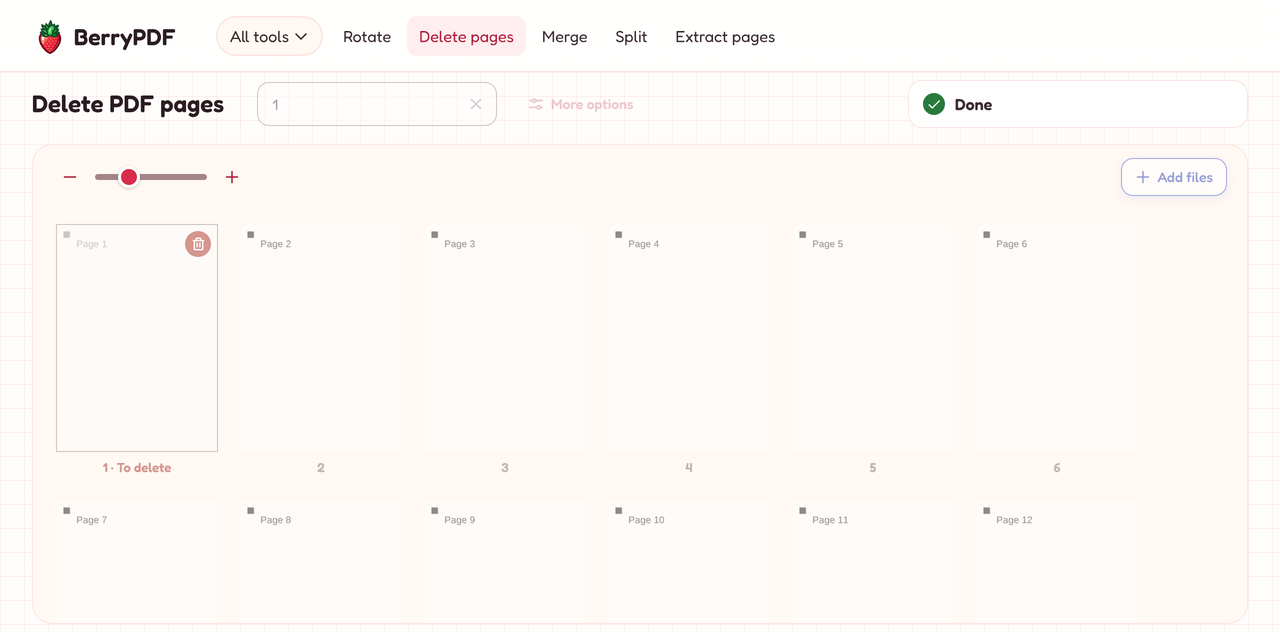 BerryPDF All tools Rotate Delete pages Merge Split Extract pages
Delete PDF pages 1 More options Done
Add files
Page 1 Page 2 Page 3 Page 4 Page 5 Page 6
1 · To delete 2 3 4 5 6
Page 7 Page 8 Page 9 Page 10 Page 11 Page 12